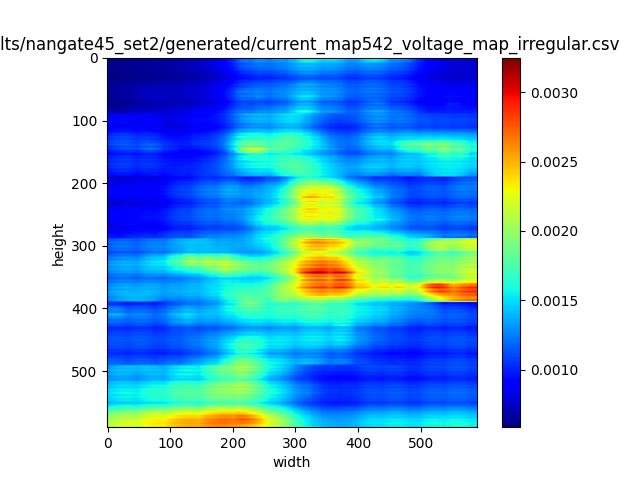 lts/nangate45_set2/generated/current_map542_voltage_map_irregular.csv
0
100
200
300
400
500
height
0 100 200 300 400 500
width
0.0030
0.0025
0.0020
0.0015
0.0010